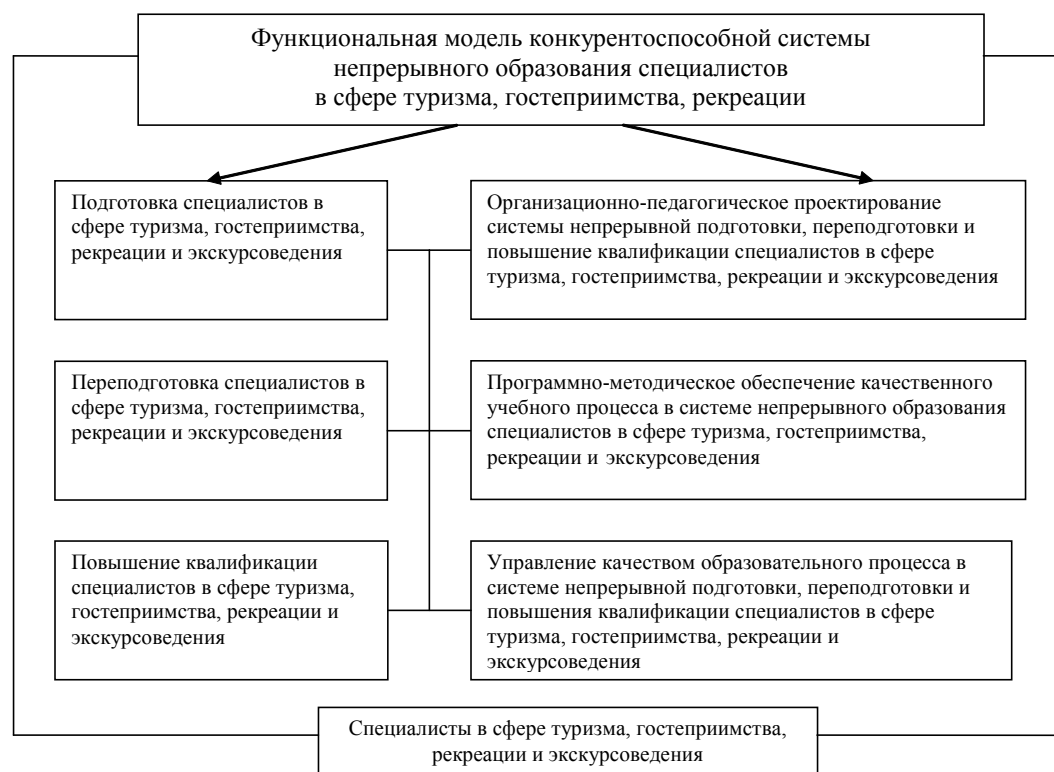 Функциональная модель конкурентоспособной системы
непрерывного образования специалистов
в сфере туризма, гостеприимства, рекреации
Подготовка специалистов в
сфере туризма, гостеприимства,
рекреации и экскурсоведения
Организационно-педагогическое проектирование
системы непрерывной подготовки, переподготовки и
повышение квалификации специалистов в сфере
туризма, гостеприимства, рекреации и экскурсоведения
Переподготовка специалистов в
сфере туризма, гостеприимства,
рекреации и экскурсоведения
Программно-методическое обеспечение качественного
учебного процесса в системе непрерывного образования
специалистов в сфере туризма, гостеприимства,
рекреации и экскурсоведения
Повышение квалификации
специалистов в сфере туризма,
гостеприимства, рекреации и
экскурсоведения
Управление качеством образовательного процесса в
системе непрерывной подготовки, переподготовки и
повышения квалификации специалистов в сфере
туризма, гостеприимства, рекреации и
экскурсоведения
Специалисты в сфере туризма, гостеприимства,
рекреации и экскурсоведения